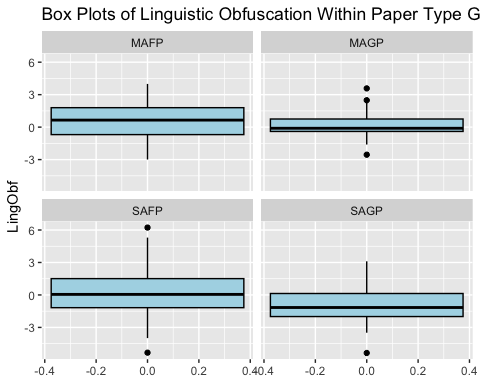 Box Plots of Linguistic Obfuscation Within Paper Type G
MAFP MAGP
6
3
0
-3
LingObf
SAFP SAGP
6
3
0
-3
-0.4 -0.2 0.0 0.2 0.4 -0.4 -0.2 0.0 0.2 0.4